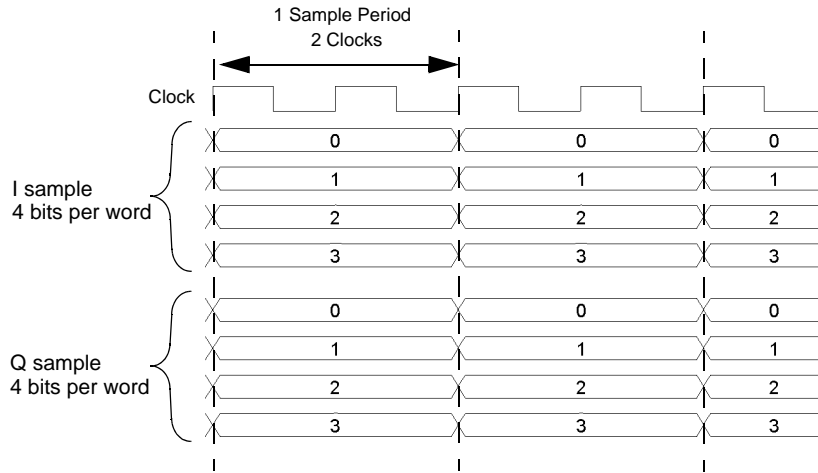 1 Sample Period
2 Clocks
Clock
0 0 0
I sample
4 bits per word
1 1 1
2 2 2
3 3 3
0 0 0
Q sample
4 bits per word
1 1 1
2 2 2
3 3 3